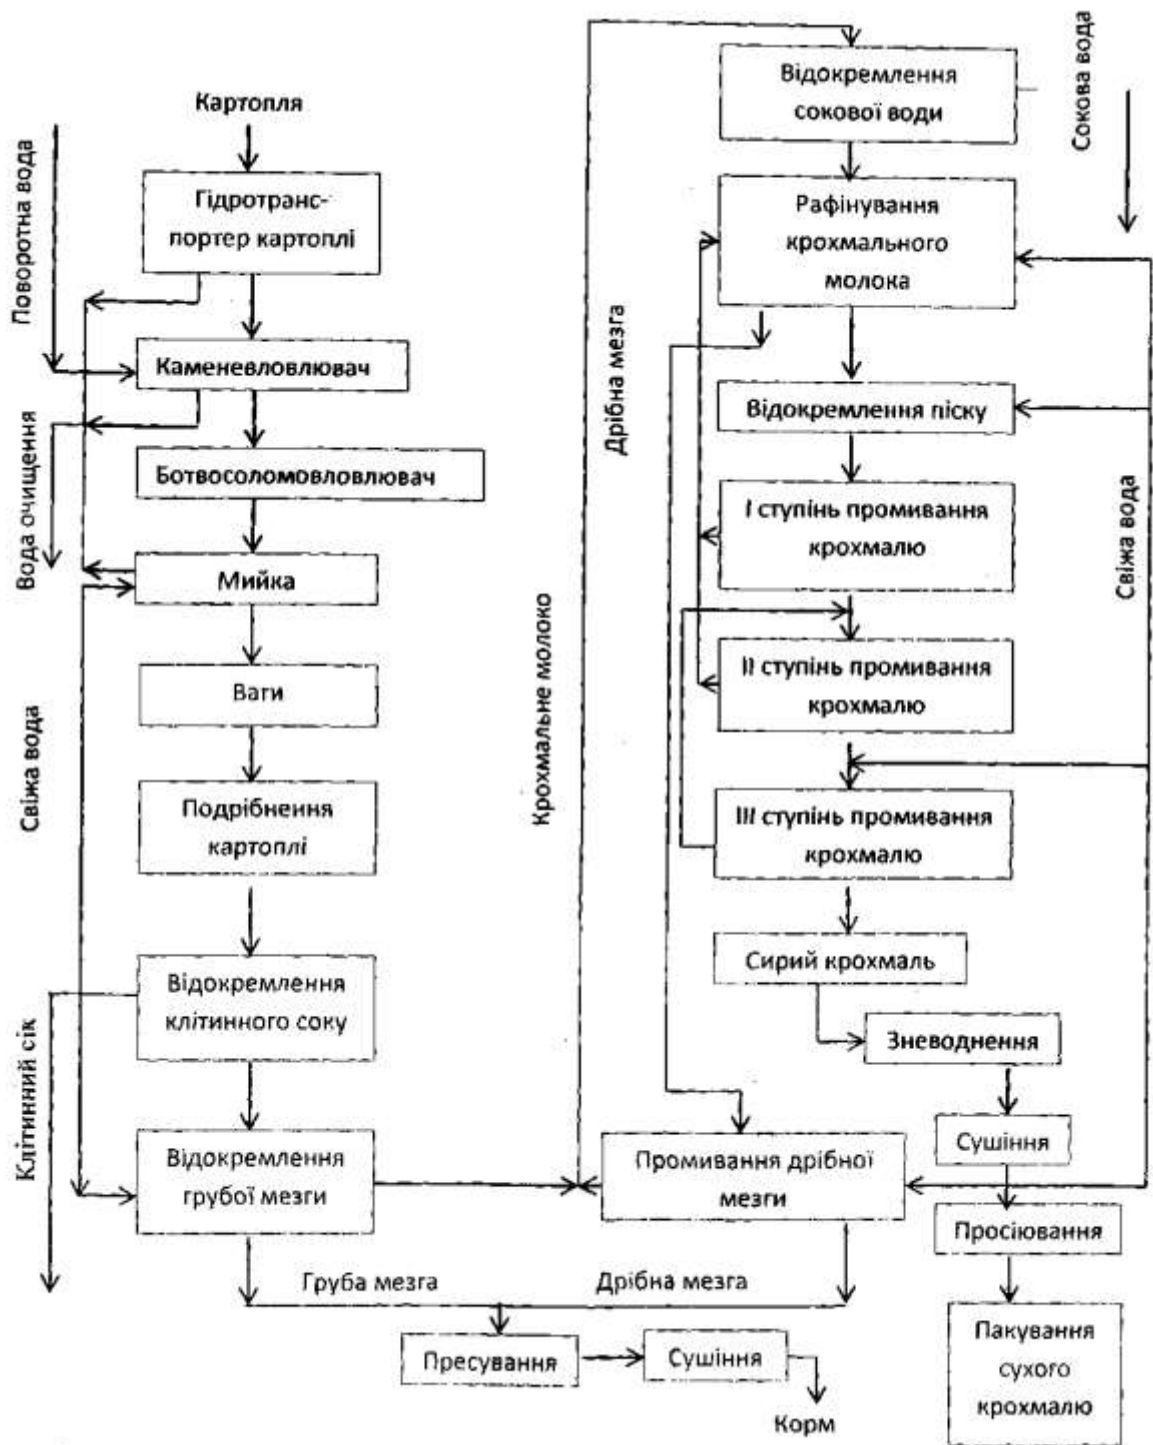 Картопля
Поворотна вода
Гідротранс-
портер картоплі
Каменевловлювач
Ботвосоломовловлювач
Вода очищення
Мийка
Ваги
Свіжа вода
Подрібнення
картоплі
Відокремлення
клітинного соку
Клітинний сік
Відокремлення
грубої мезги
Груба мезга
Дрібна мезга
Пресування
Сушіння
Корм
Крохмальне молоко
Дрібна мезга
Відокремлення
сокової води
Сокова вода
Рафінування
крохмального
молока
Відокремлення піску
І ступінь промивання
крохмалю
Свіжа вода
ІІ ступінь промивання
крохмалю
ІІІ ступінь промивання
крохмалю
Сирий крохмаль
Зневоднення
Сушіння
Промивання дрібної
мезги
Просіювання
Пакування
сухого
крохмалю